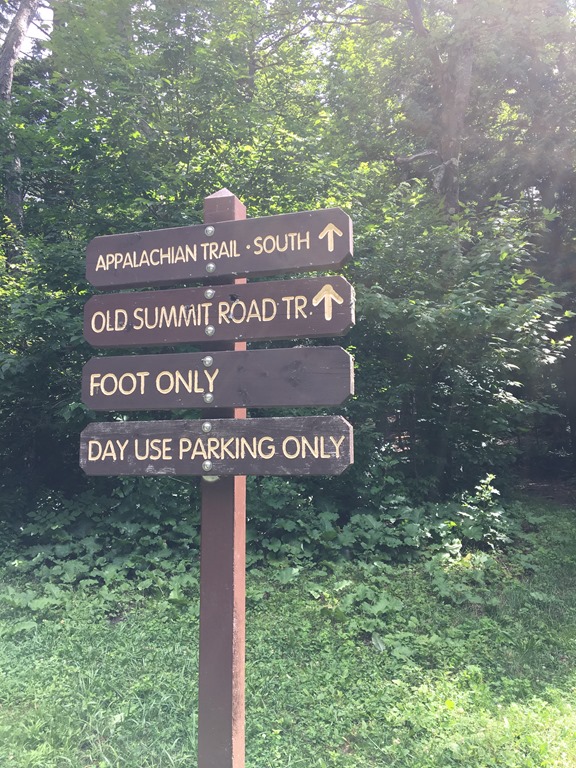 APPALACHIAN TRAIL · SOUTH ↑
OLD SUMMIT ROAD TR. ↑
FOOT ONLY
DAY USE PARKING ONLY